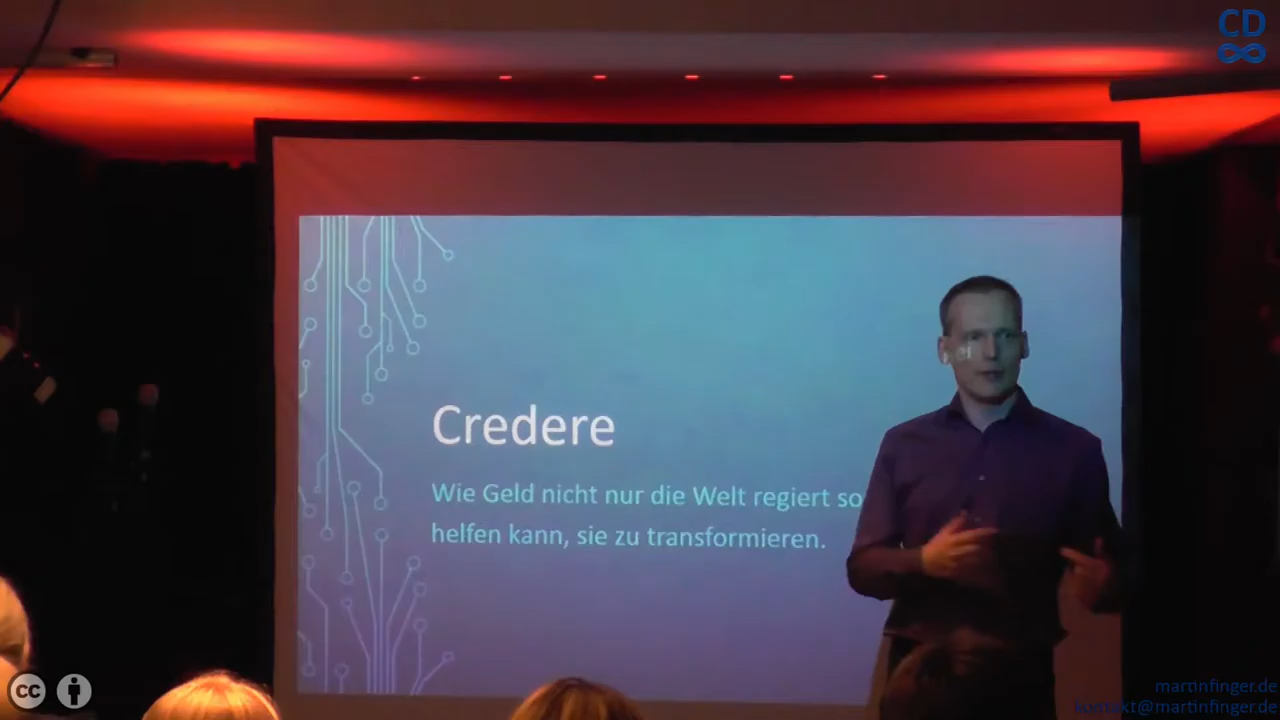 CD
Credere
Wie Geld nicht nur die Welt regiert so
helfen kann, sie zu transformieren.
cc
martinfinger.de
kontakt@martinfinger.de